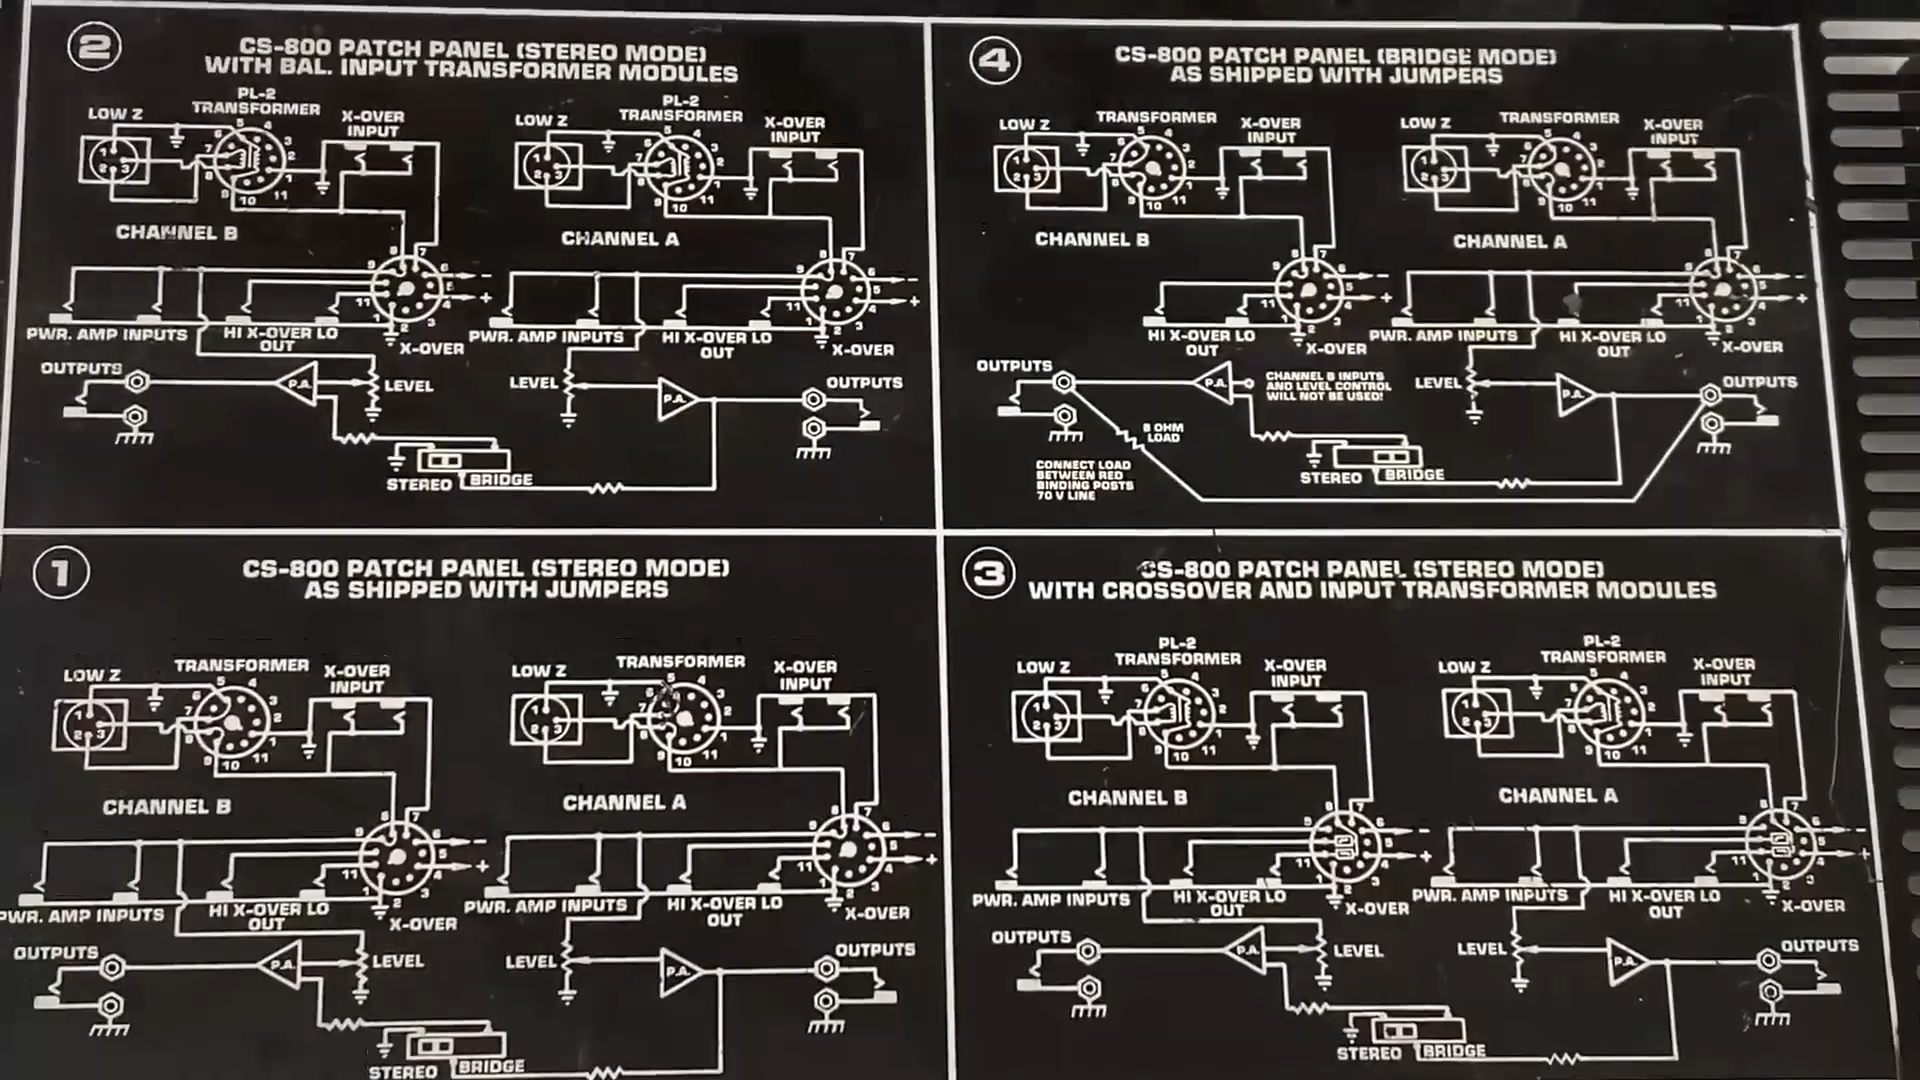 2
CS-800 PATCH PANEL (STEREO MODE)
WITH BAL. INPUT TRANSFORMER MODULES
PL-2
TRANSFORMER
LOW Z
X-OVER
INPUT
CHANNEL B
PL-2
TRANSFORMER
LOW Z
X-OVER
INPUT
CHANNEL A
PWR. AMP INPUTS
HI X-OVER LO
OUT
X-OVER
PWR. AMP INPUTS
HI X-OVER LO
OUT
X-OVER
OUTPUTS
P.A.
LEVEL
LEVEL
P.A.
OUTPUTS
STEREO
BRIDGE
4
CS-800 PATCH PANEL (BRIDGE MODE)
AS SHIPPED WITH JUMPERS
LOW Z
TRANSFORMER
X-OVER
INPUT
CHANNEL B
LOW Z
TRANSFORMER
X-OVER
INPUT
CHANNEL A
HI X-OVER LO
OUT
X-OVER
PWR. AMP INPUTS
HI X-OVER LO
OUT
X-OVER
OUTPUTS
P.A.
CHANNEL B INPUTS
AND LEVEL CONTROL
WILL NOT BE USED!
LEVEL
P.A.
OUTPUTS
8 OHM
LOAD
CONNECT LOAD
BETWEEN RED
BINDING POSTS
70 V LINE
STEREO
BRIDGE
1
CS-800 PATCH PANEL (STEREO MODE)
AS SHIPPED WITH JUMPERS
LOW Z
TRANSFORMER
X-OVER
INPUT
CHANNEL B
LOW Z
TRANSFORMER
X-OVER
INPUT
CHANNEL A
PWR. AMP INPUTS
HI X-OVER LO
OUT
X-OVER
PWR. AMP INPUTS
HI X-OVER LO
OUT
X-OVER
OUTPUTS
P.A.
LEVEL
LEVEL
P.A.
OUTPUTS
STEREO
BRIDGE
3
CS-800 PATCH PANEL (STEREO MODE)
WITH CROSSOVER AND INPUT TRANSFORMER MODULES
PL-2
TRANSFORMER
LOW Z
X-OVER
INPUT
CHANNEL B
PL-2
TRANSFORMER
LOW Z
X-OVER
INPUT
CHANNEL A
PWR. AMP INPUTS
HI X-OVER LO
OUT
X-OVER
PWR. AMP INPUTS
HI X-OVER LO
OUT
X-OVER
OUTPUTS
P.A.
LEVEL
LEVEL
P.A.
OUTPUTS
STEREO
BRIDGE